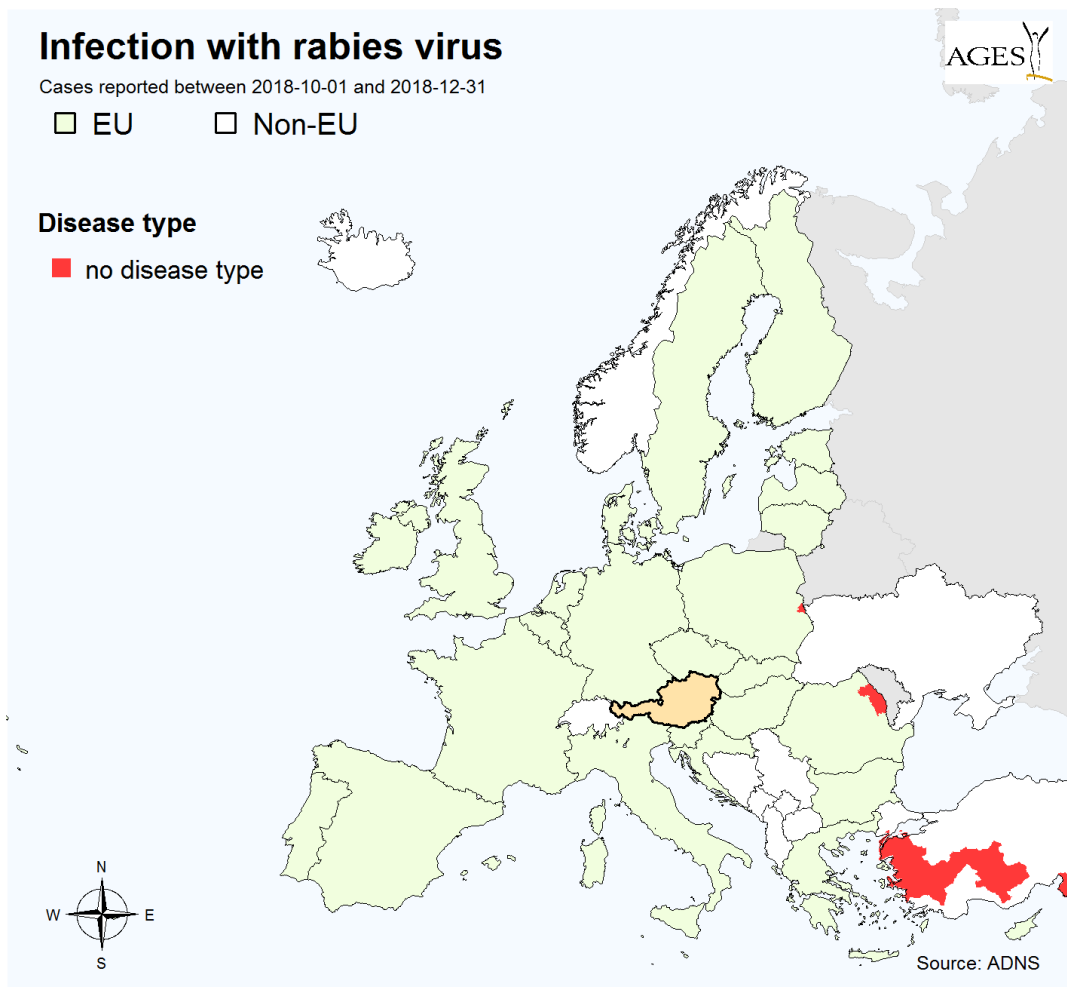 Infection with rabies virus
Cases reported between 2018-10-01 and 2018-12-31
EU Non-EU
AGES
Disease type
no disease type
N
W E
S
Source: ADNS